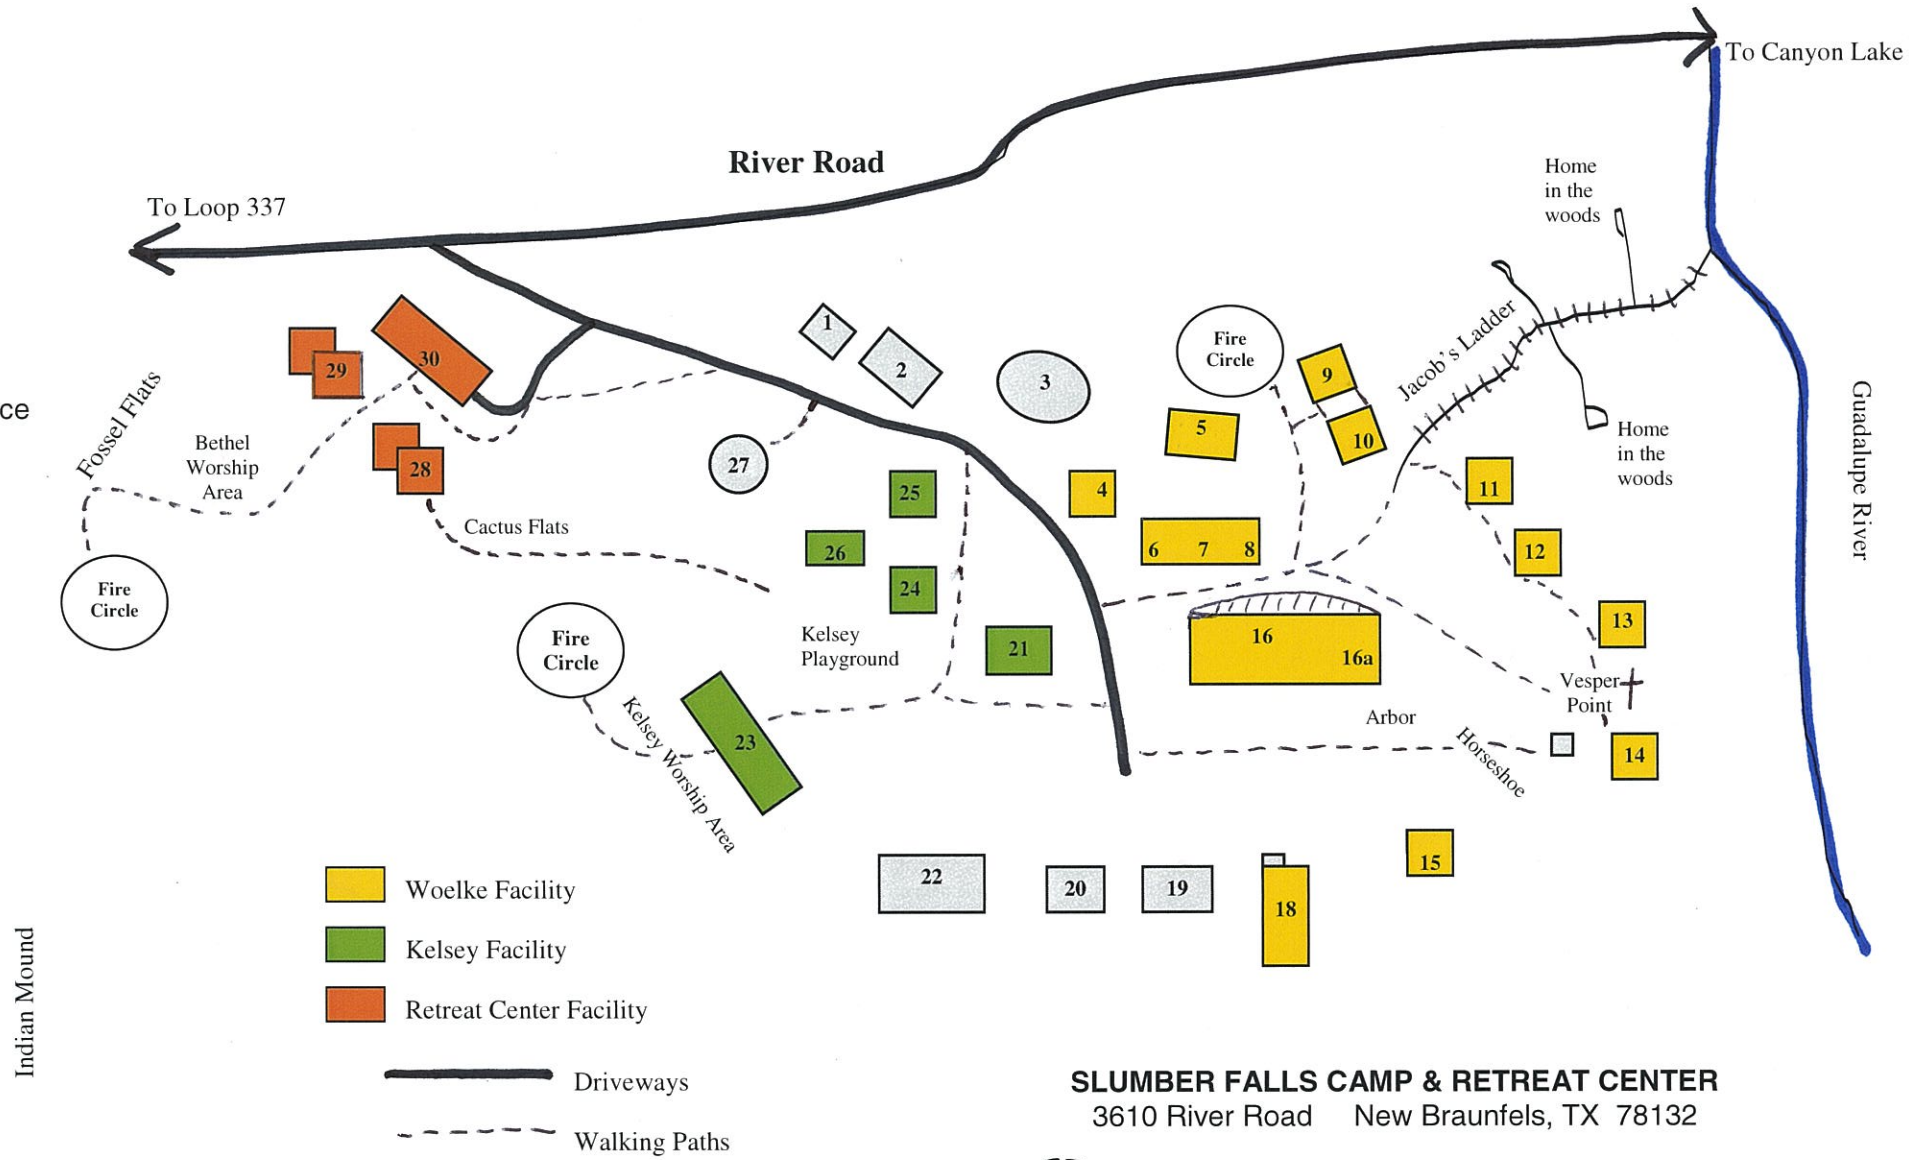 To Canyon Lake
River Road
Home
in the
woods
To Loop 337
Jacob's Ladder
Fire
Circle
1
2
3
30
29
9
10
5
ce
Fossel Flats
Bethel
Worship
Area
28
27
25
4
11
Home
in the
woods
Guadalupe River
Cactus Flats
26
24
6 7 8
12
Fire
Circle
Fire
Circle
Kelsey
Playground
21
16
16a
13
Vesper
Point
Kelsey Worship Area
23
Arbor
Horseshoe
14
15
22
20
19
18
Woelke Facility
Kelsey Facility
Retreat Center Facility
Indian Mound
Driveways
Walking Paths
SLUMBER FALLS CAMP & RETREAT CENTER
3610 River Road New Braunfels, TX 78132